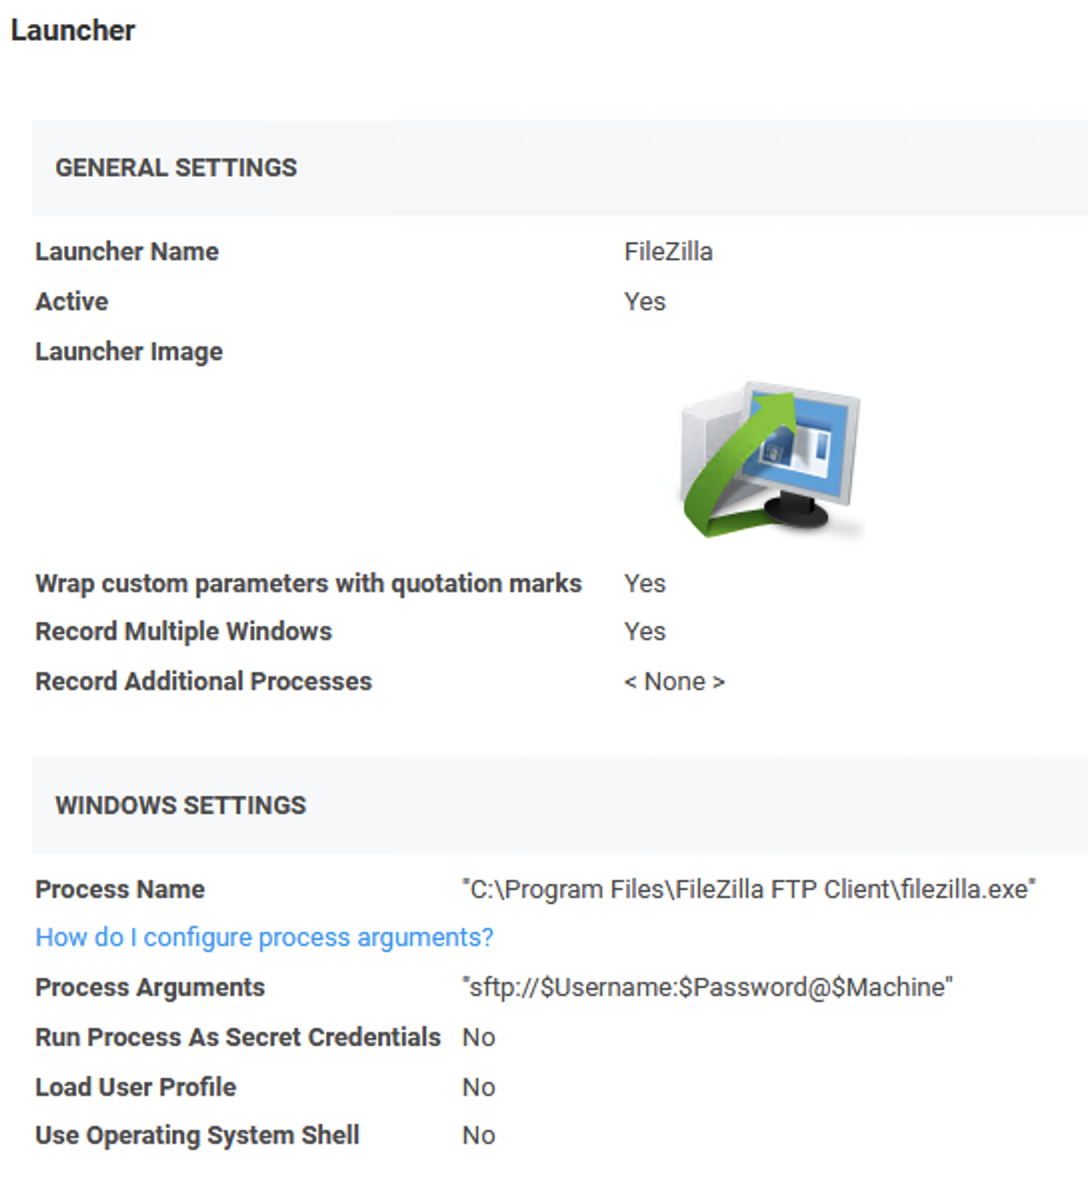 Launcher
GENERAL SETTINGS
Launcher Name FileZilla
Active Yes
Launcher Image
Wrap custom parameters with quotation marks Yes
Record Multiple Windows Yes
Record Additional Processes < None >
WINDOWS SETTINGS
Process Name "C:\Program Files\FileZilla FTP Client\filezilla.exe"
How do I configure process arguments?
Process Arguments "sftp://$Username:$Password@$Machine"
Run Process As Secret Credentials No
Load User Profile No
Use Operating System Shell No